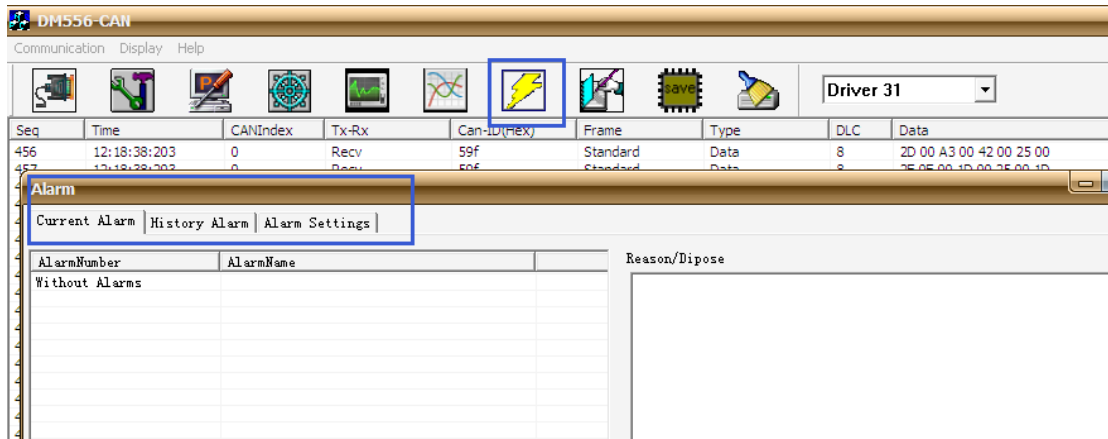 DM556-CAN
Communication Display Help
P save Driver 31
Seq Time CANIndex Tx-Rx Can-ID(Hex) Frame Type DLC Data
456 12:18:38:203 0 Recv 59f Standard Data 8 2D 00 A3 00 42 00 25 00
Alarm
Current Alarm History Alarm Alarm Settings
AlarmNumber AlarmName Reason/Dipose
Without Alarms